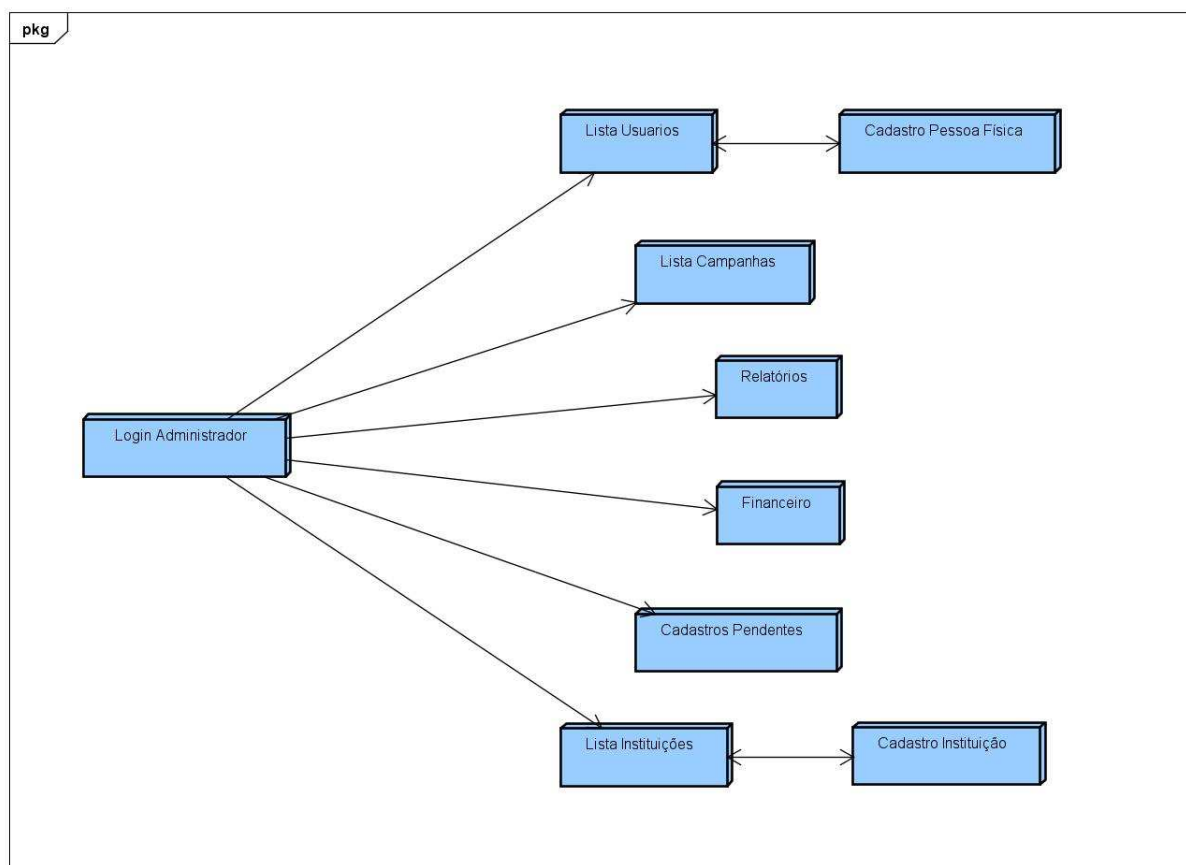 pkg
Lista Usuarios
Cadastro Pessoa Física
Lista Campanhas
Relatórios
Login Administrador
Financeiro
Cadastros Pendentes
Lista Instituições
Cadastro Instituição